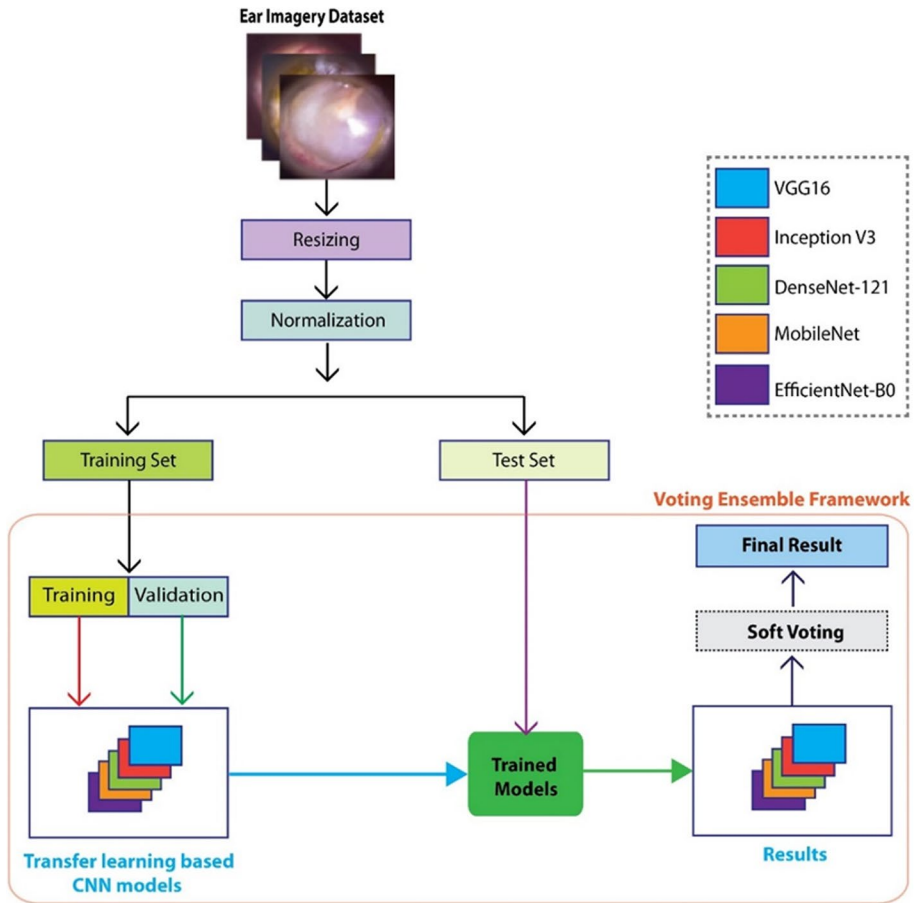 Ear Imagery Dataset
Resizing
Normalization
VGG16
Inception V3
DenseNet-121
MobileNet
EfficientNet-B0
Training Set
Test Set
Voting Ensemble Framework
Final Result
Training
Validation
Soft Voting
Trained
Models
Transfer learning based
CNN models
Results